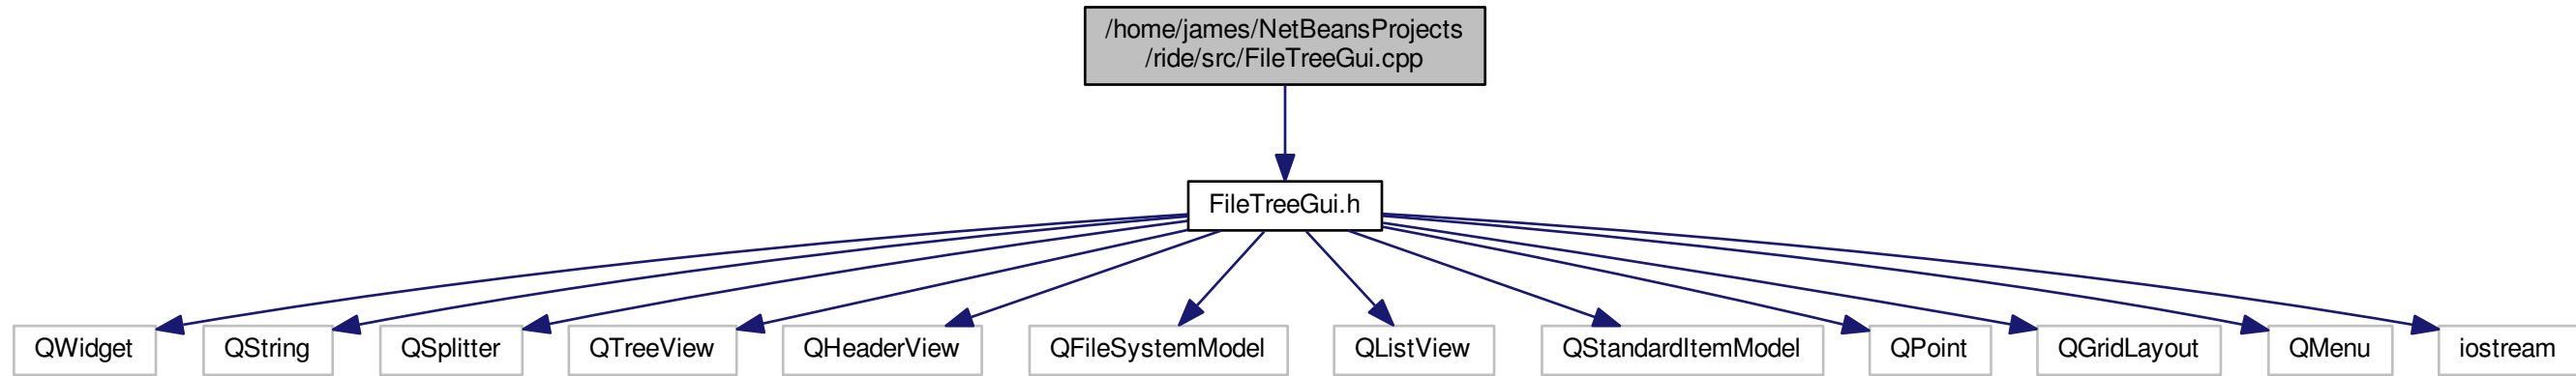 /home/james/NetBeansProjects
/ride/src/FileTreeGui.cpp
FileTreeGui.h
QWidget
QString
QSplitter
QTreeView
QHeaderView
QFileSystemModel
QListView
QStandardItemModel
QPoint
QGridLayout
QMenu
iostream